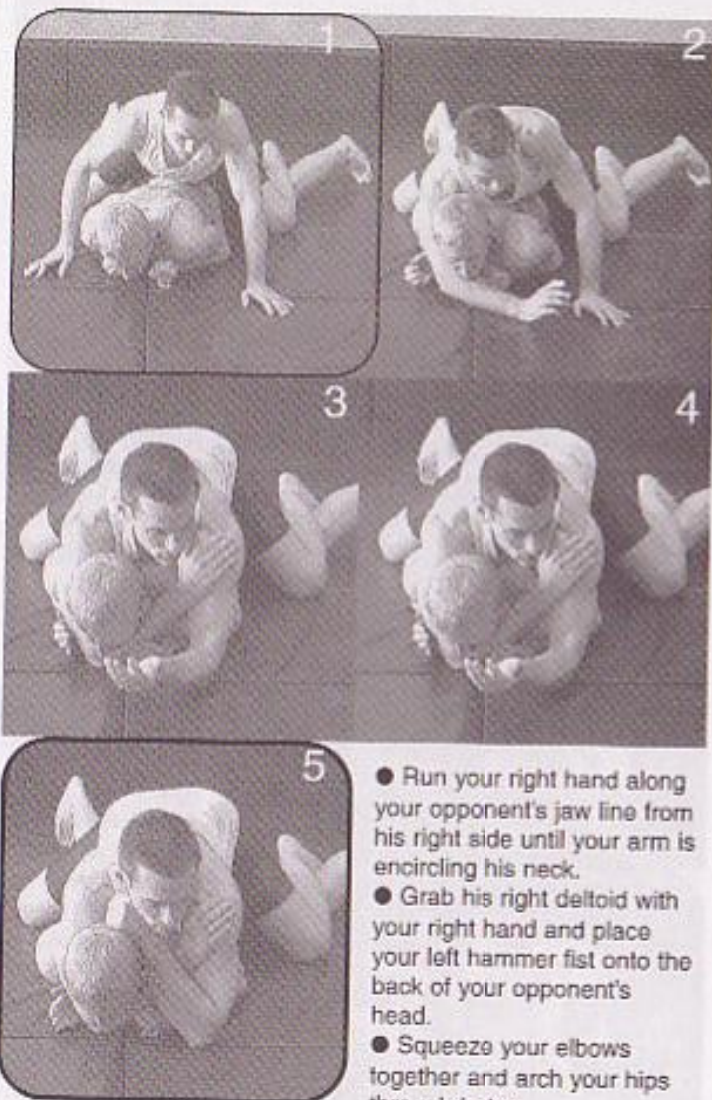 1
2
3
4
5
● Run your right hand along
your opponent's jaw line from
his right side until your arm is
encircling his neck.
● Grab his right deltoid with
your right hand and place
your left hammer fist onto the
back of your opponent's
head.
● Squeeze your elbows
together and arch your hips